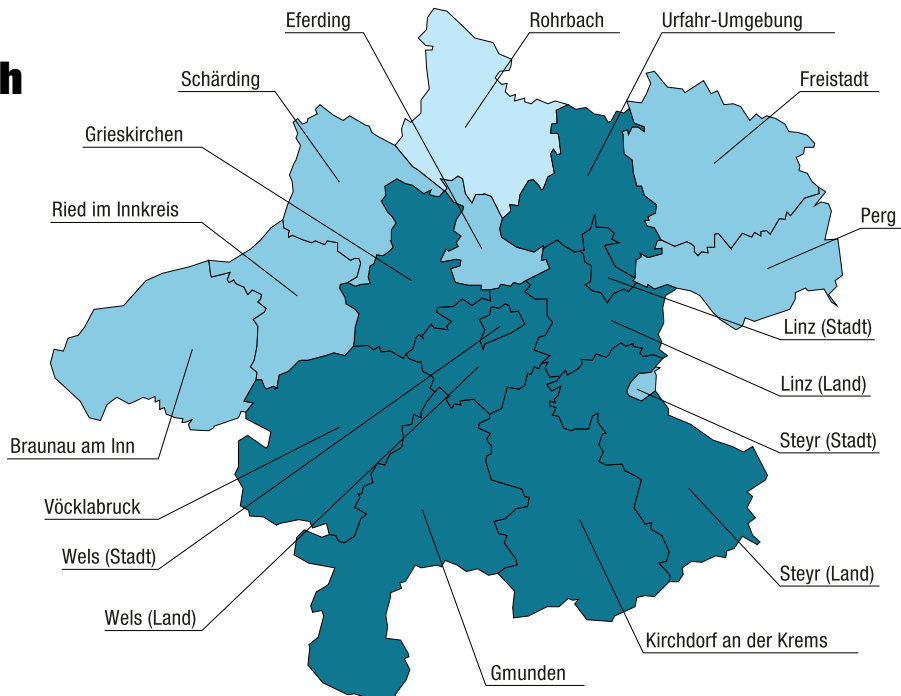 h
Eferding
Rohrbach
Urfahr-Umgebung
Schärding
Freistadt
Grieskirchen
Ried im Innkreis
Perg
Linz (Stadt)
Linz (Land)
Braunau am Inn
Steyr (Stadt)
Vöcklabruck
Wels (Stadt)
Steyr (Land)
Wels (Land)
Kirchdorf an der Krems
Gmunden